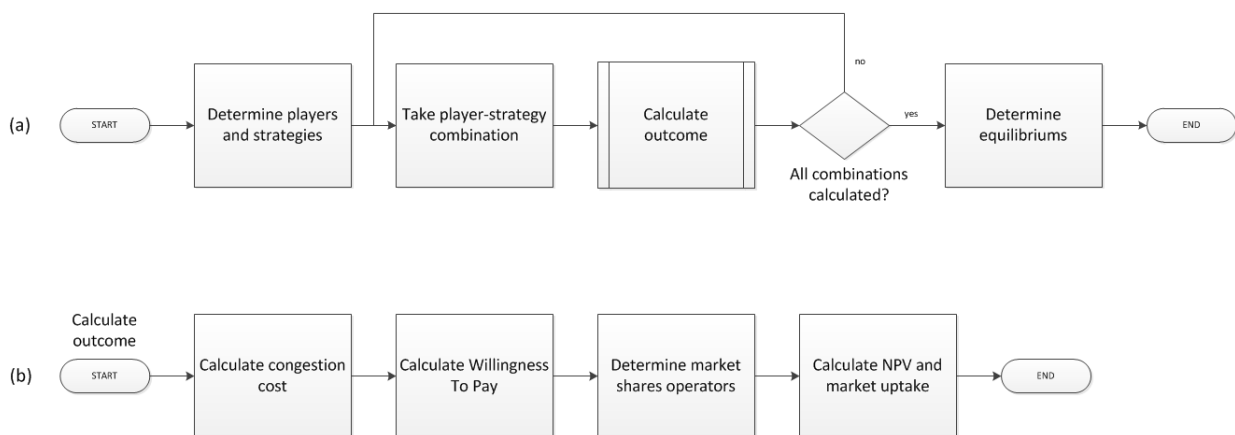 no
(a)
START
Determine players
and strategies
Take player-strategy
combination
Calculate
outcome
yes
Determine
equilibriums
END
All combinations
calculated?
Calculate
outcome
(b)
START
Calculate congestion
cost
Calculate Willingness
To Pay
Determine market
shares operators
Calculate NPV and
market uptake
END